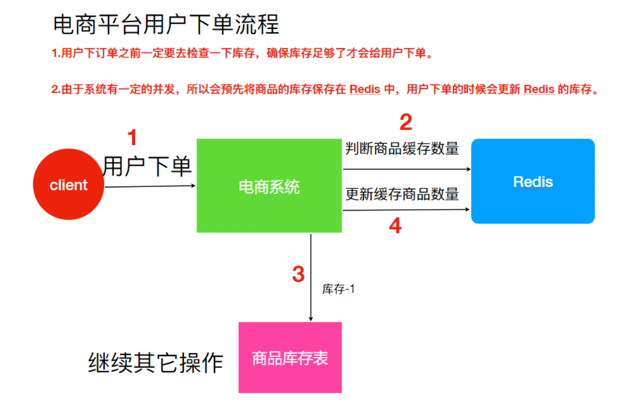 电商平台用户下单流程
1.用户下订单之前一定要去检查一下库存，确保库存足够了才会给用户下单。
2.由于系统有一定的并发，所以会预先将商品的库存保存在 Redis 中，用户下单的时候会更新 Redis 的库存。
1
用户下单
client
电商系统
2
判断商品缓存数量
更新缓存商品数量
4
Redis
3
库存-1
继续其它操作
商品库存表